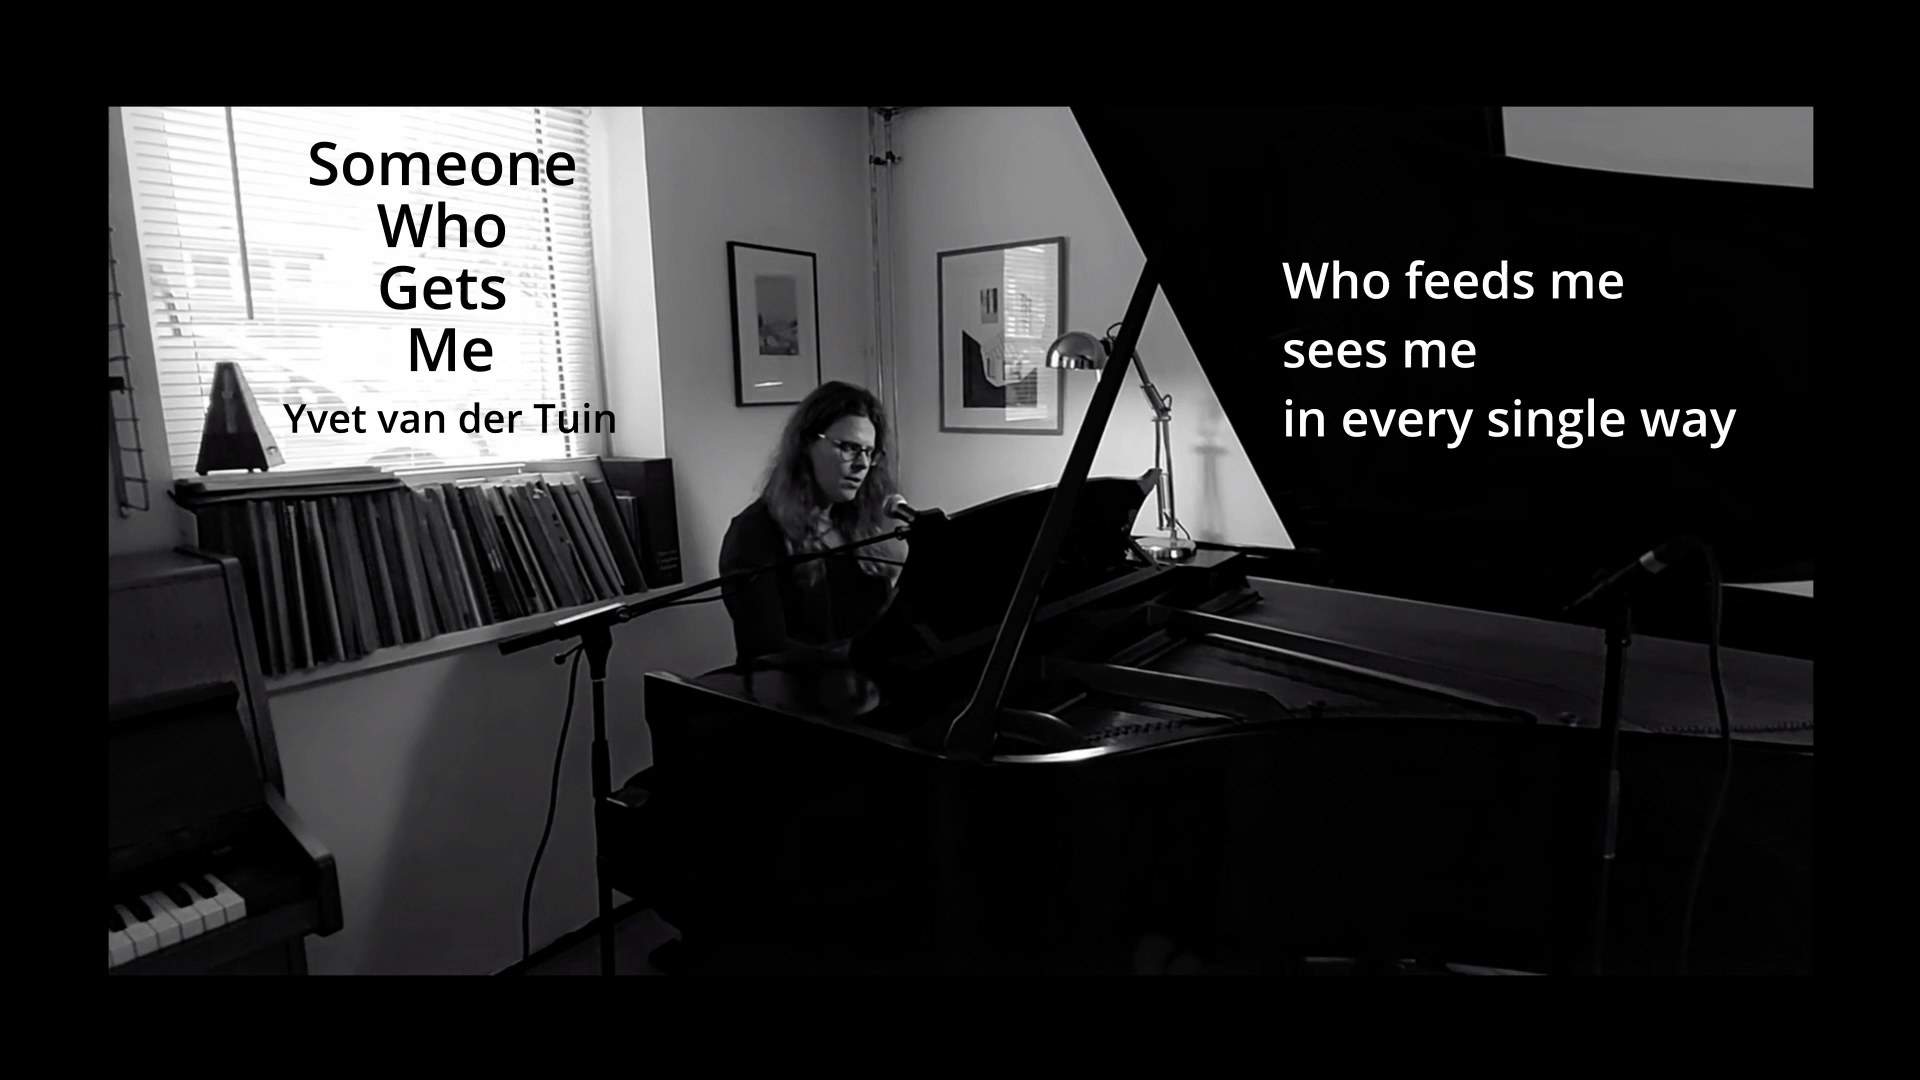 Someone
Who
Gets
Me
Yvet van der Tuin
Who feeds me
sees me
in every single way